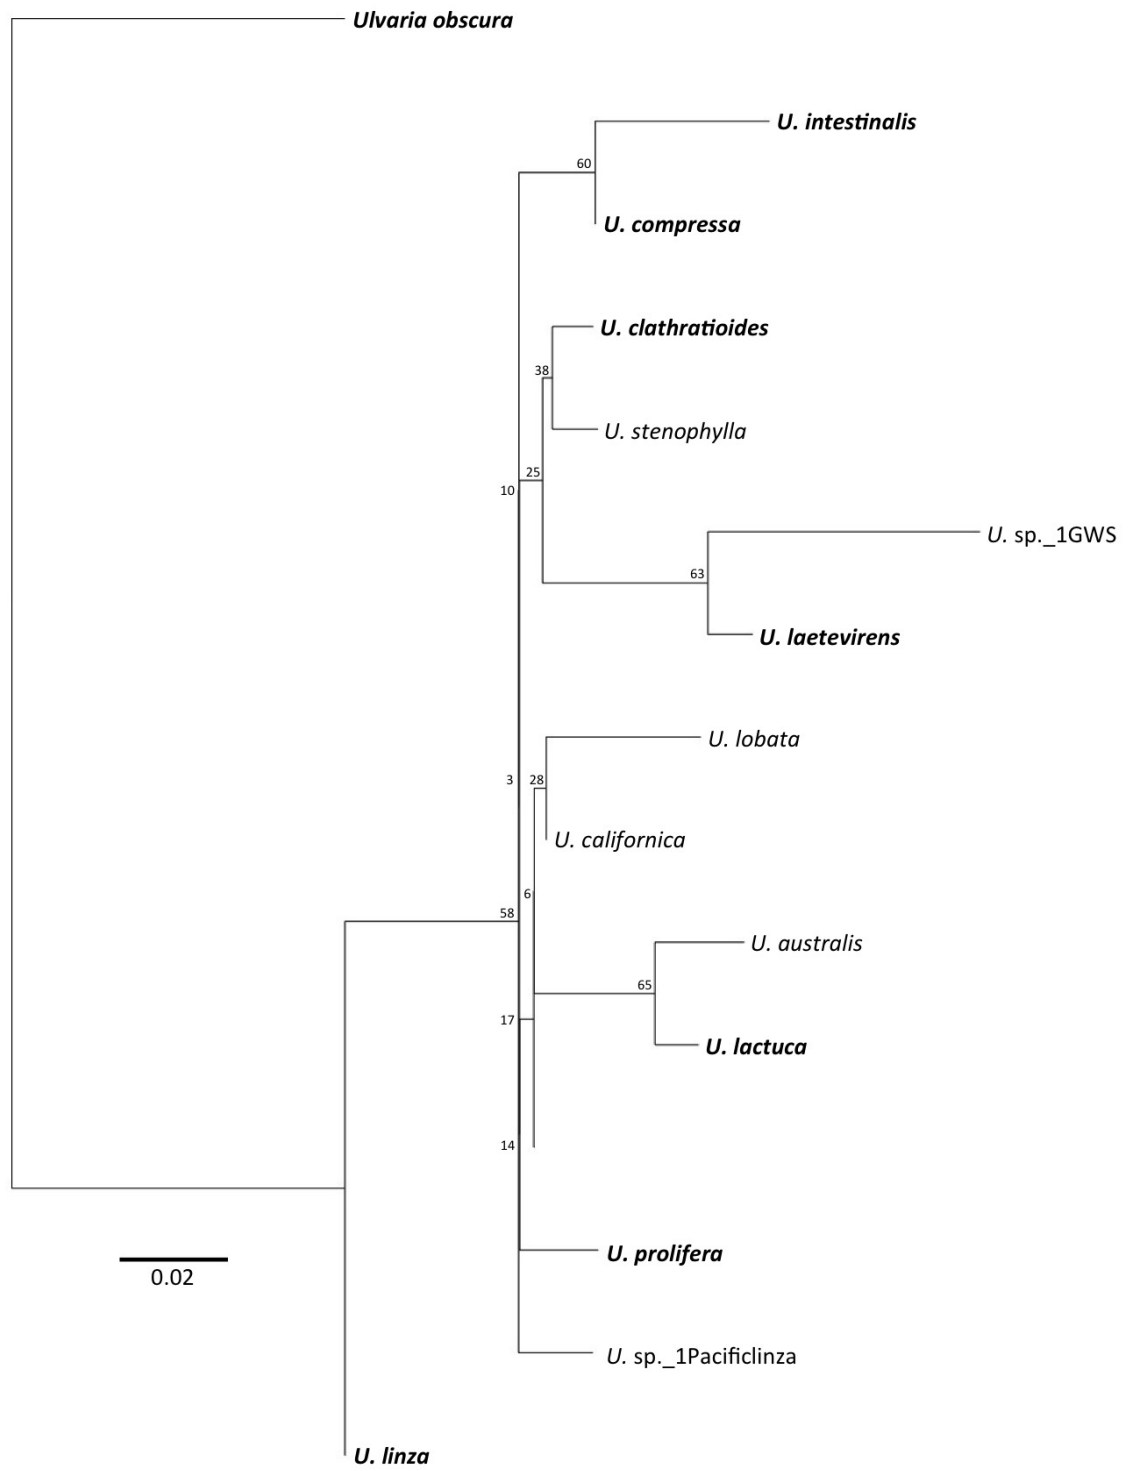 Ulvaria obscura
U. intestinalis
60
U. compressa
U. clathratioides
38
U. stenophylla
25
10
U. sp._1GWS
63
U. laetevirens
U. lobata
3
28
U. californica
6
58
U. australis
65
17
U. lactuca
14
U. prolifera
0.02
U. sp._1Pacificlinza
U. linza